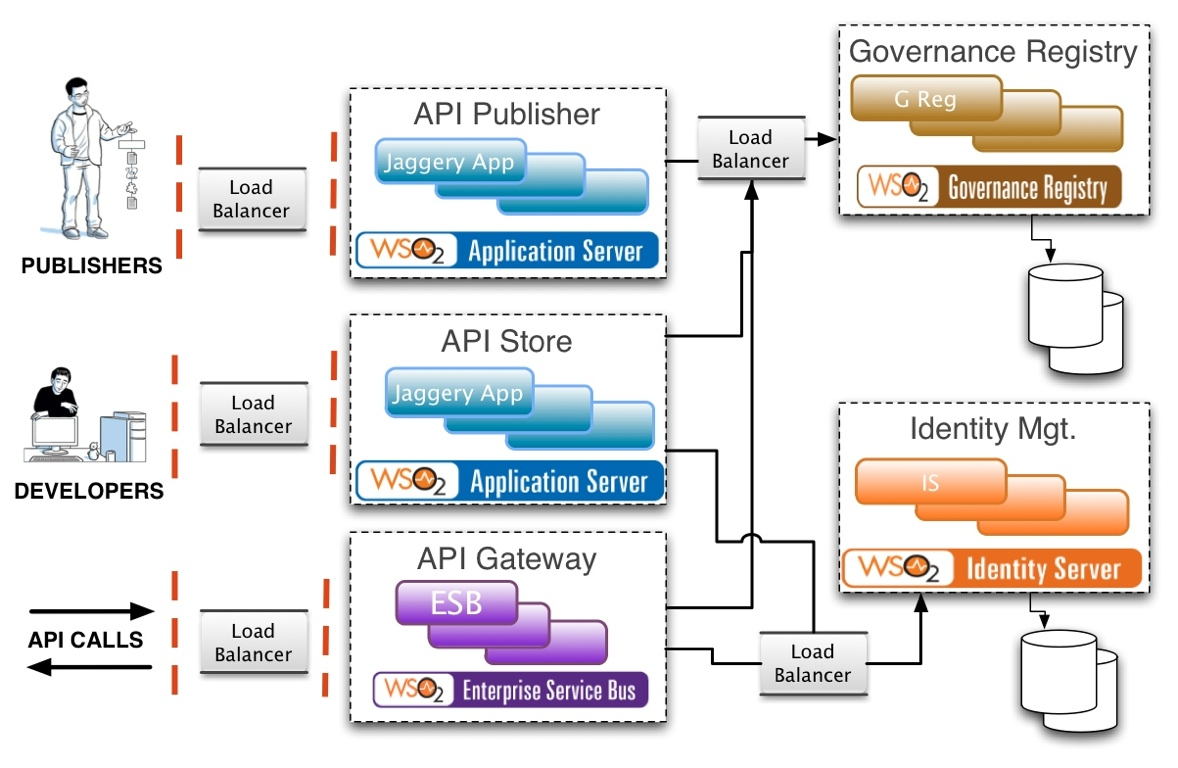 Governance Registry
G Reg
WSO2 Governance Registry
API Publisher
Jaggery App
WSO2 Application Server
Load
Balancer
Load
Balancer
PUBLISHERS
API Store
Jaggery App
WSO2 Application Server
Load
Balancer
DEVELOPERS
Identity Mgt.
IS
WSO2 Identity Server
API Gateway
ESB
WSO2 Enterprise Service Bus
API CALLS
Load
Balancer
Load
Balancer